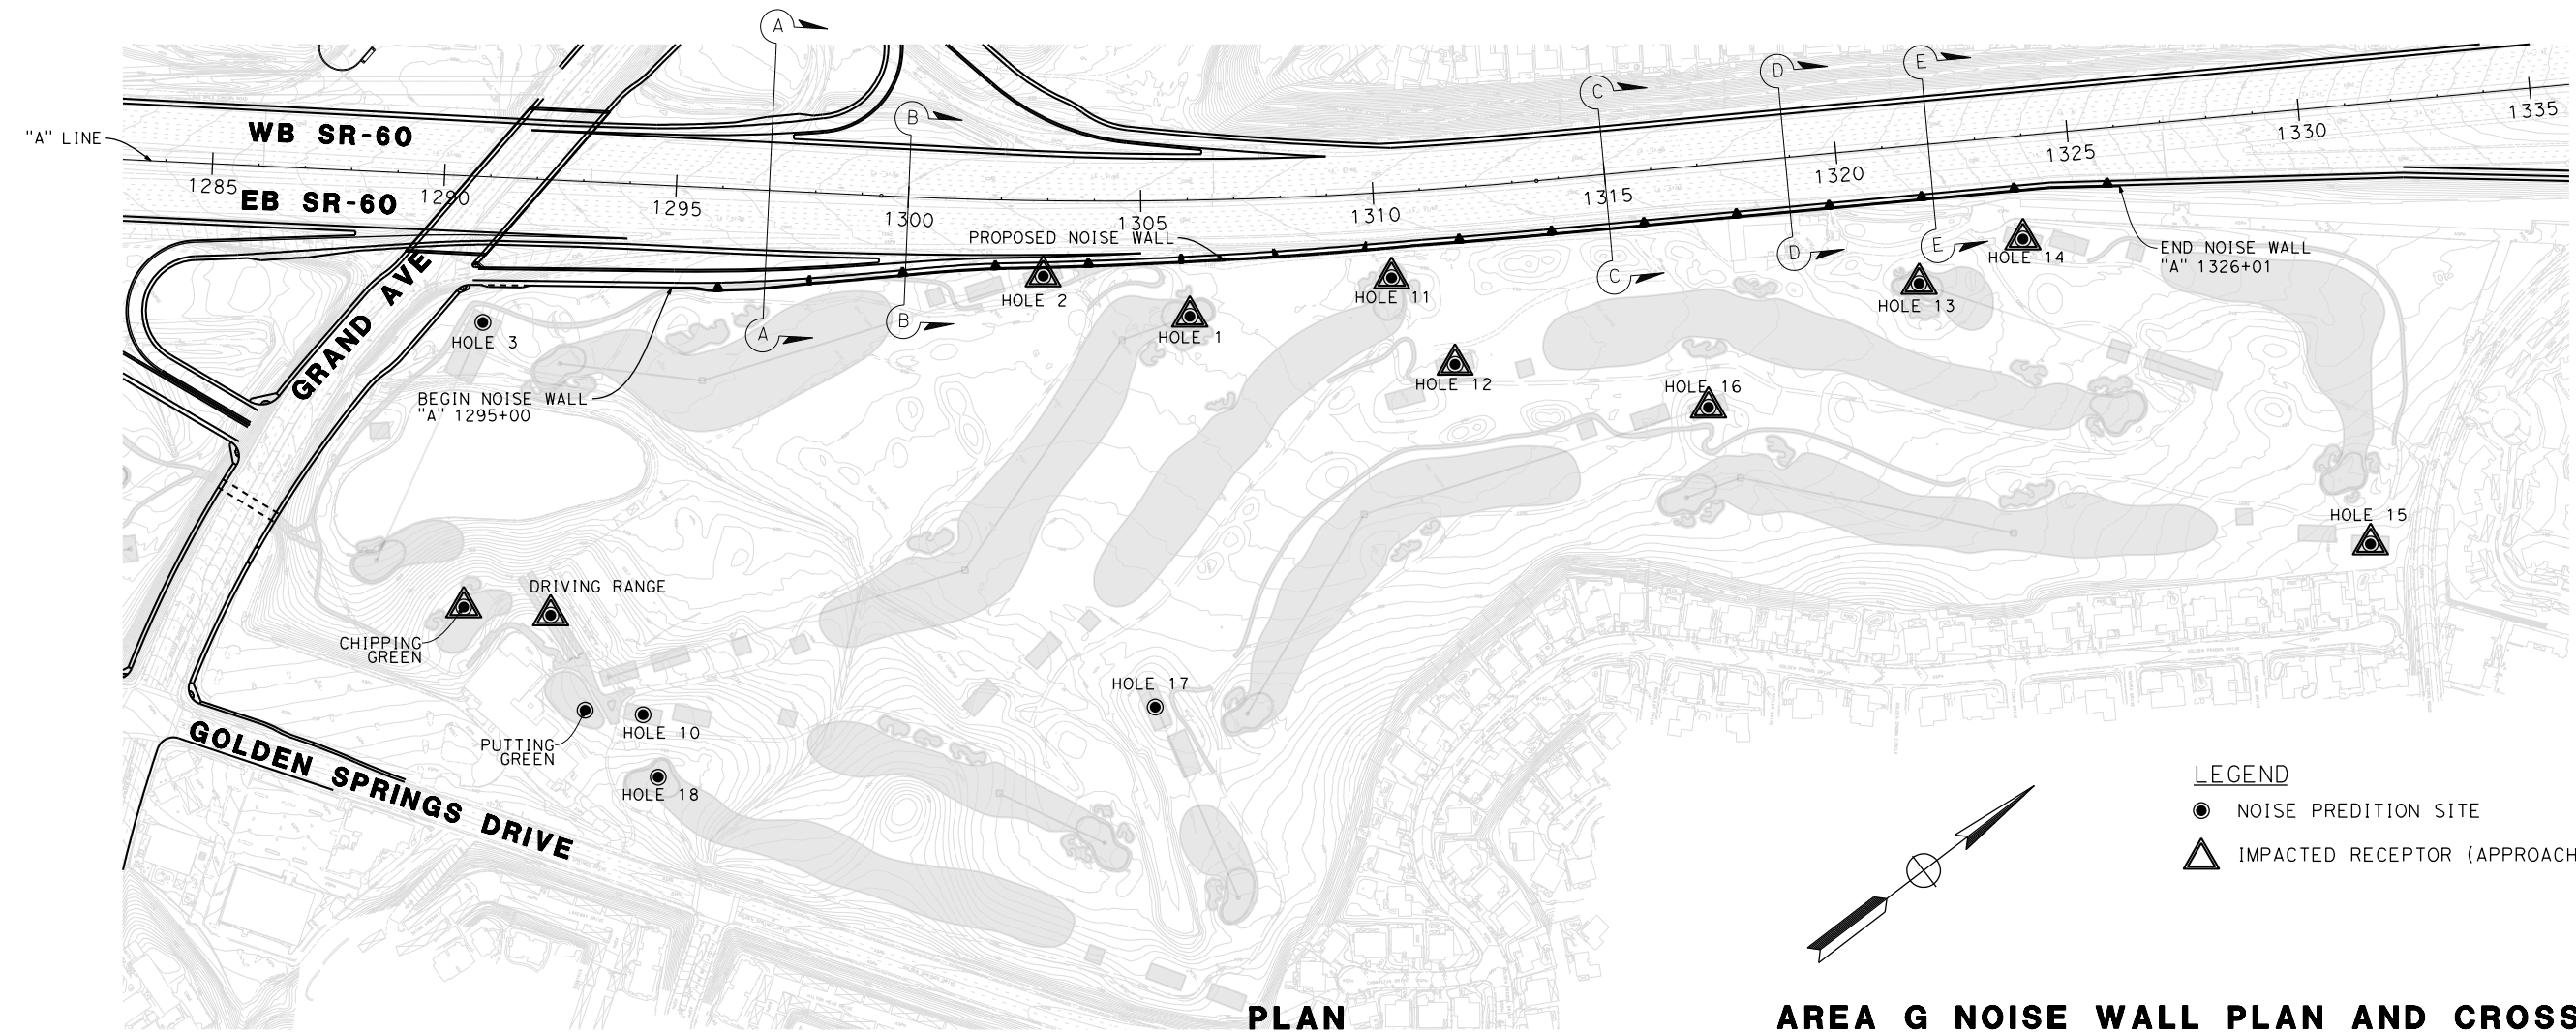 A
B
C
D
E
"A" LINE
WB SR-60
EB SR-60
1285
1290
1295
1300
1305
1310
1315
1320
1325
1330
1335
PROPOSED NOISE WALL
A
B
C
D
E
END NOISE WALL
"A" 1326+01
GRAND AVE
HOLE 3
HOLE 2
HOLE 1
HOLE 11
HOLE 12
HOLE 16
HOLE 13
HOLE 14
BEGIN NOISE WALL
"A" 1295+00
HOLE 15
DRIVING RANGE
CHIPPING
GREEN
PUTTING
GREEN
HOLE 10
HOLE 17
HOLE 18
GOLDEN SPRINGS DRIVE
LEGEND
NOISE PREDITION SITE
IMPACTED RECEPTOR (APPROACH
PLAN
AREA G NOISE WALL PLAN AND CROSS